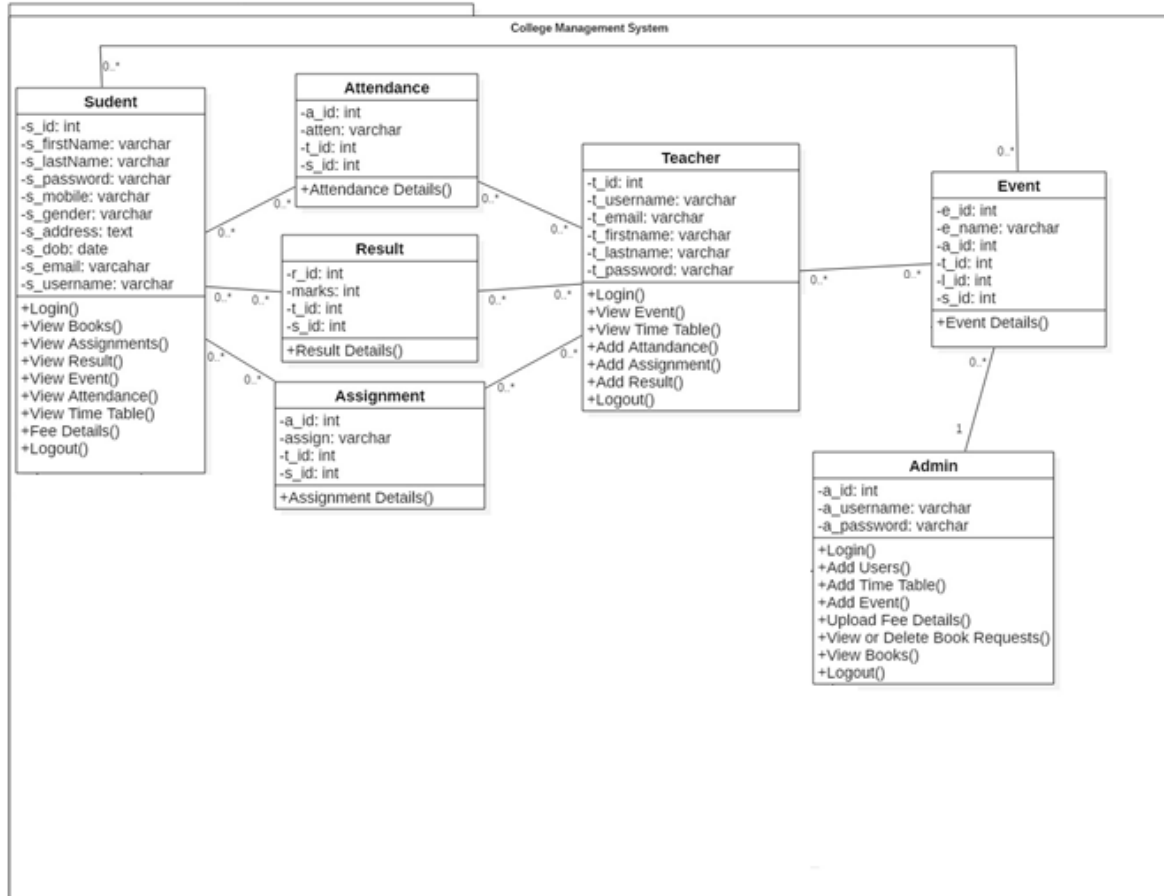 College Management System
0..*
Sudent
-s_id: int
-s_firstName: varchar
-s_lastName: varchar
-s_password: varchar
-s_mobile: varchar
-s_gender: varchar
-s_address: text
-s_dob: date
-s_email: varcahar
-s_username: varchar
+Login()
+View Books()
+View Assignments()
+View Result()
+View Event()
+View Attendance()
+View Time Table()
+Fee Details()
+Logout()
0..*
0..*
0..*
0..*
0..*
0..*
Attendance
-a_id: int
-atten: varchar
-t_id: int
-s_id: int
+Attendance Details()
Result
-r_id: int
-marks: int
-t_id: int
-s_id: int
+Result Details()
Assignment
-a_id: int
-assign: varchar
-t_id: int
-s_id: int
+Assignment Details()
0..*
0..*
0..*
0..*
0..*
0..*
Teacher
-t_id: int
-t_username: varchar
-t_email: varchar
-t_firstname: varchar
-t_lastname: varchar
-t_password: varchar
+Login()
+View Event()
+View Time Table()
+Add Attandance()
+Add Assignment()
+Add Result()
+Logout()
0..*
0..*
0..*
Event
-e_id: int
-e_name: varchar
-a_id: int
-t_id: int
-l_id: int
-s_id: int
+Event Details()
0..*
1
Admin
-a_id: int
-a_username: varchar
-a_password: varchar
+Login()
+Add Users()
+Add Time Table()
+Add Event()
+Upload Fee Details()
+View or Delete Book Requests()
+View Books()
+Logout()